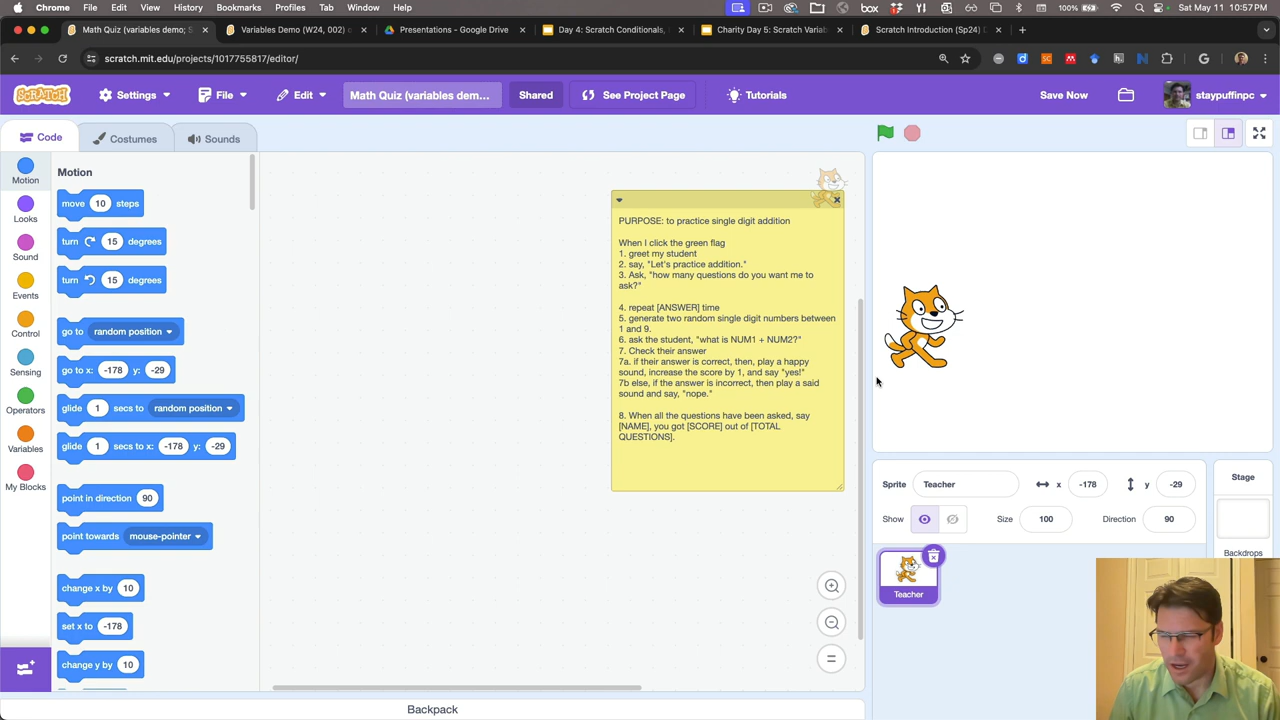 Chrome File Edit View History Bookmarks Profiles Tab Window Help
box 100% Sat May 11 10:57 PM
Math Quiz (variables demo; S
Variables Demo (W24, 002) o
Presentations - Google Drive
Day 4: Scratch Conditionals,
Charity Day 5: Scratch Variab
Scratch Introduction (Sp24) D
scratch.mit.edu/projects/1017755817/editor/
SCRATCH Settings File Edit Math Quiz (variables dem... Shared See Project Page Tutorials Save Now staypuffinpc
Code Costumes Sounds
Motion
Looks
Sound
Events
Control
Sensing
Operators
Variables
My Blocks
Motion
move 10 steps
turn 15 degrees
turn 15 degrees
go to random position
go to x: -178 y: -29
glide 1 secs to random position
glide 1 secs to x: -178 y: -29
point in direction 90
point towards mouse-pointer
change x by 10
set x to -178
change y by 10
PURPOSE: to practice single digit addition
When I click the green flag
1. greet my student
2. say, "Let's practice addition."
3. Ask, "how many questions do you want me to
ask?"
4. repeat [ANSWER] time
5. generate two random single digit numbers between
1 and 9.
6. ask the student, "what is NUM1 + NUM2?"
7. Check their answer
7a. if their answer is correct, then, play a happy
sound, increase the score by 1, and say "yes!"
7b else, if the answer is incorrect, then play a said
sound and say, "nope."
8. When all the questions have been asked, say
[NAME], you got [SCORE] out of [TOTAL
QUESTIONS].
Sprite Teacher x -178 y -29
Show Size 100 Direction 90
Teacher
Stage
Backdrops
Backpack